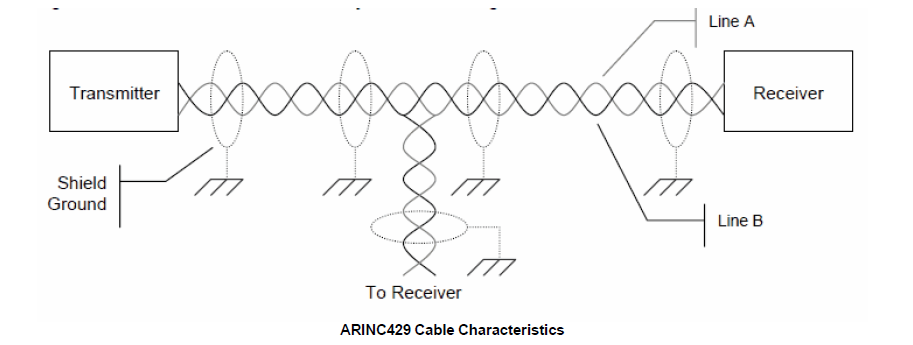 Line A
Transmitter
Receiver
Shield
Ground
Line B
To Receiver
ARINC429 Cable Characteristics